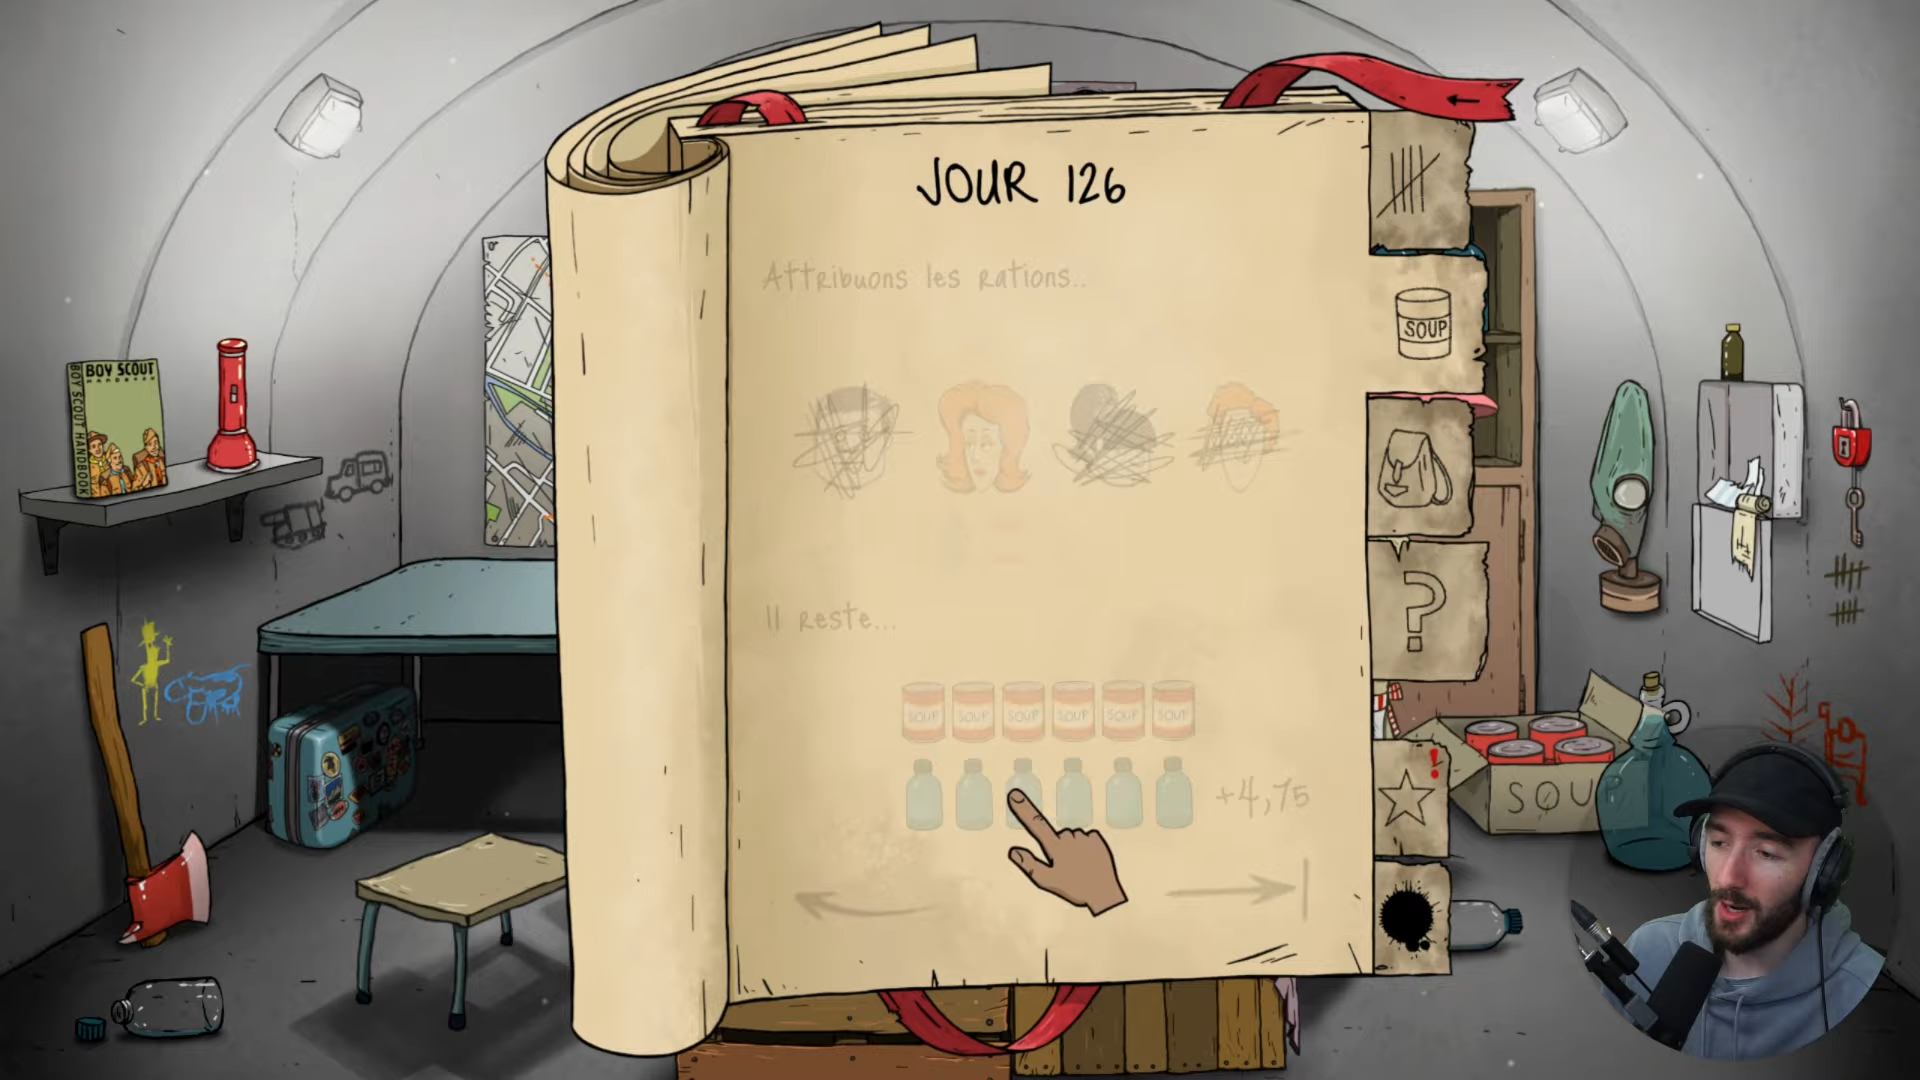 JOUR 126
Attribuons les rations..
Il reste...
SOUP SOUP SOUP SOUP SOUP SOUP
+4,75
SOUP
BOY SCOUT
HANDBOOK
BOY SCOUT HANDBOOK
SOU